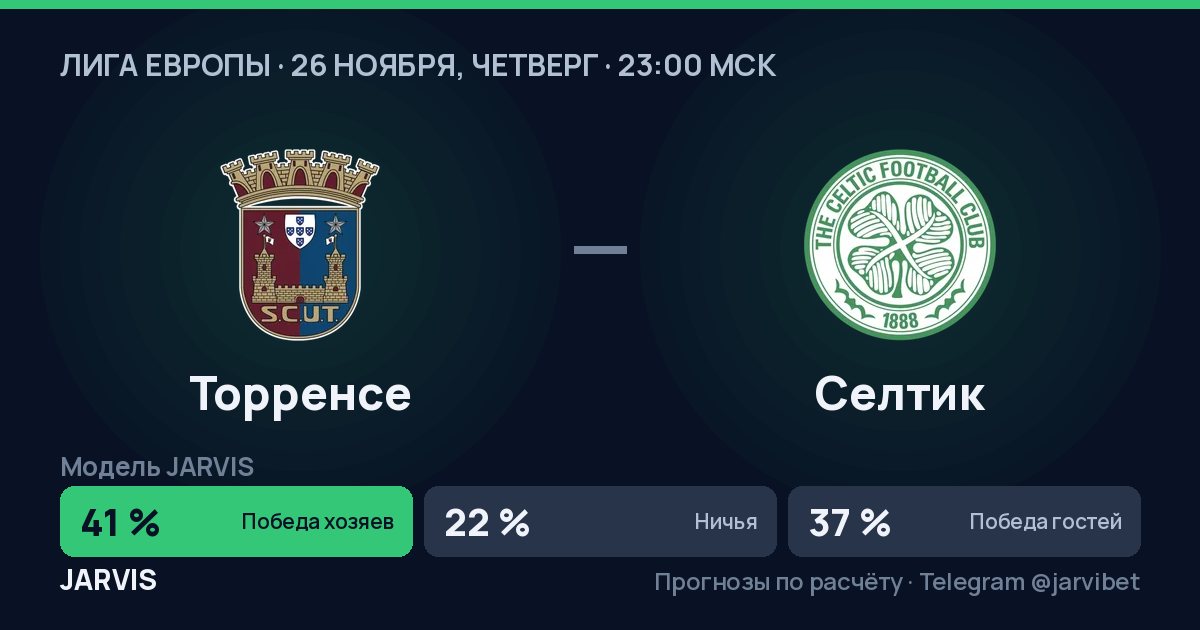 ЛИГА ЕВРОПЫ · 26 НОЯБРЯ, ЧЕТВЕРГ · 23:00 МСК
S.C.U.T.
THE CELTIC FOOTBALL CLUB
1888
Торренсе
Селтик
Модель JARVIS
41 % Победа хозяев
22 % Ничья
37 % Победа гостей
JARVIS
Прогнозы по расчёту · Telegram @jarvibet